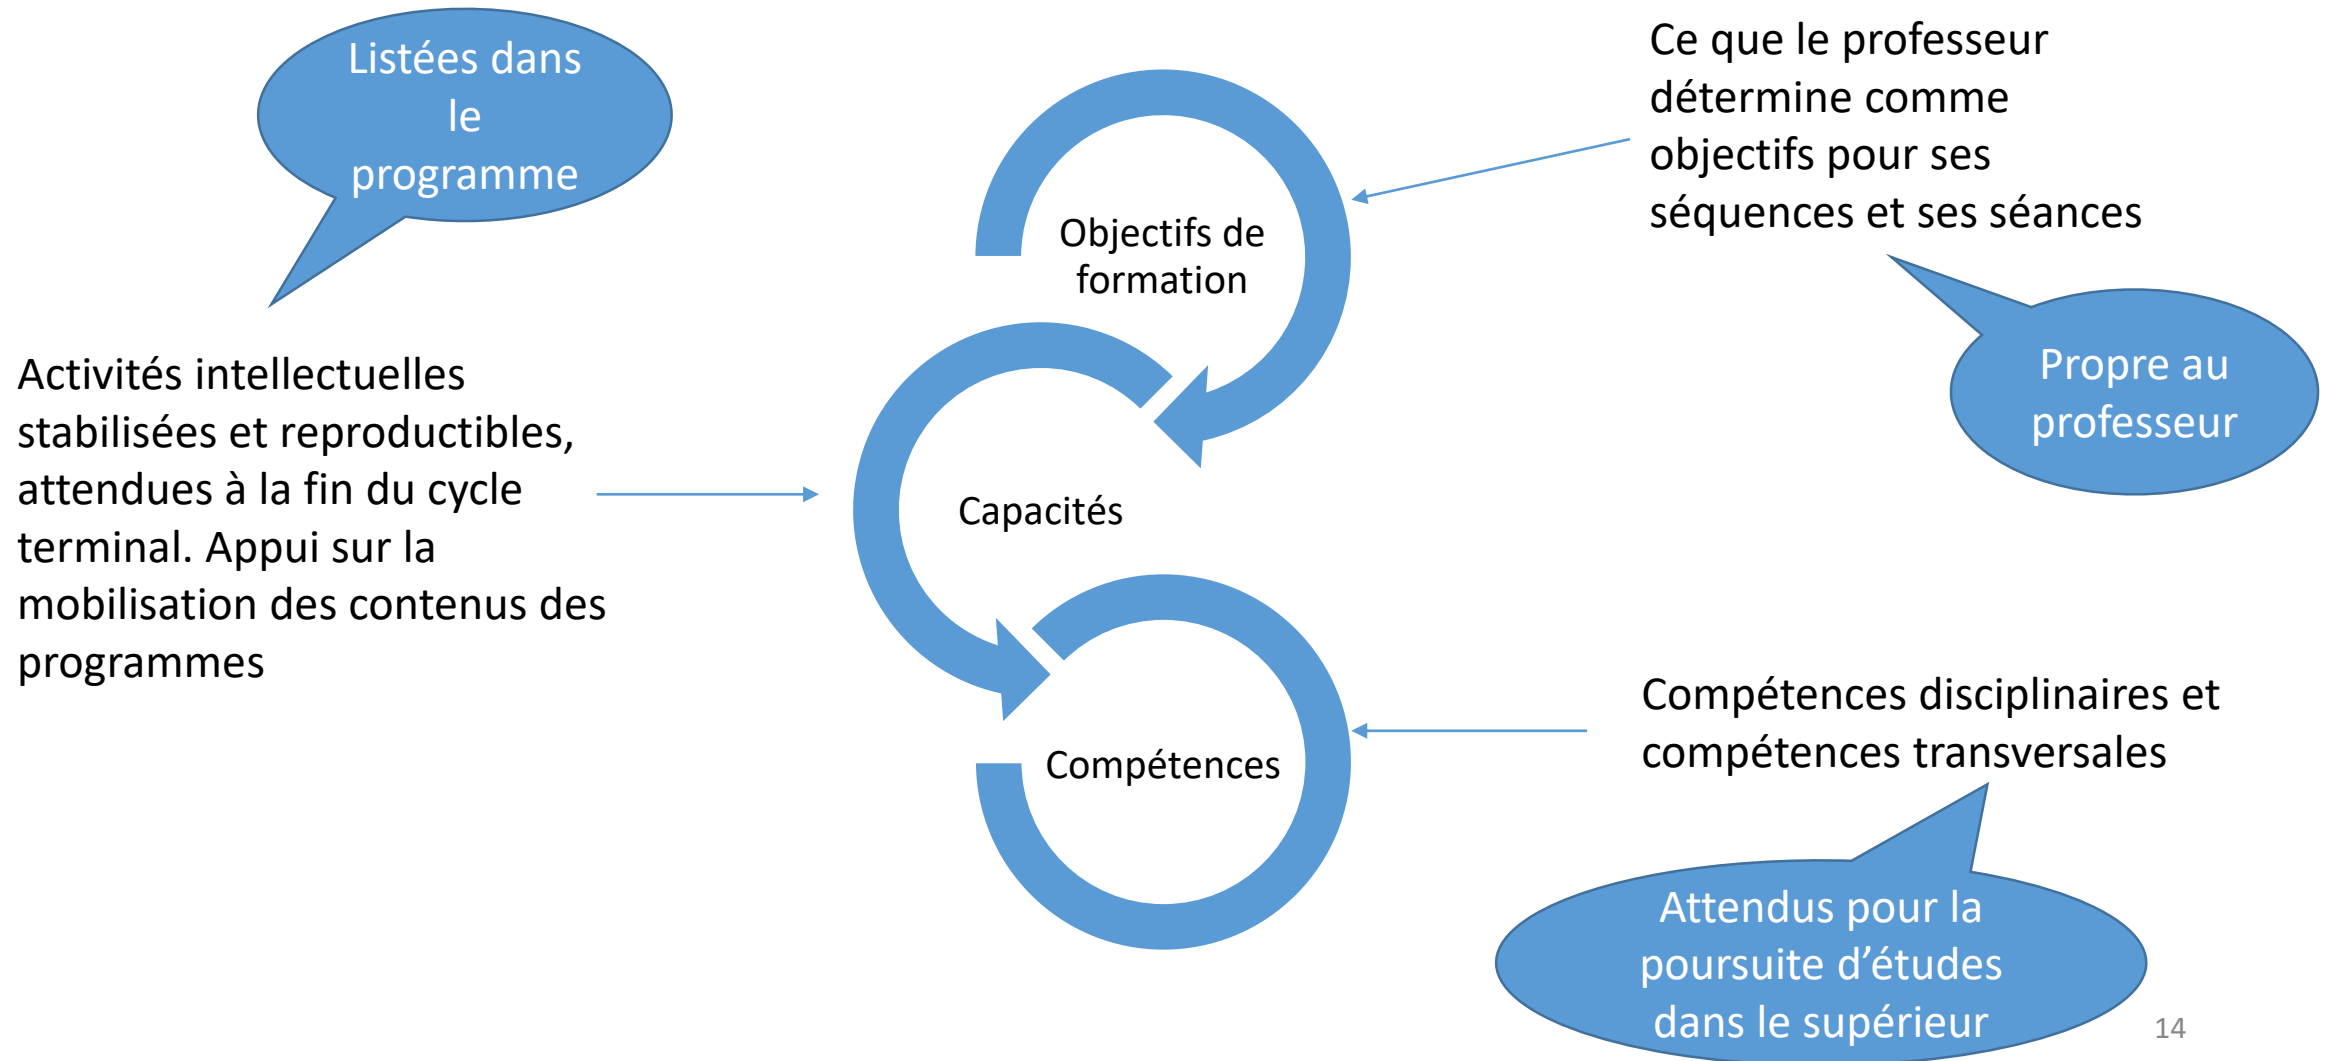 Listées dans
le
programme
Ce que le professeur
détermine comme
objectifs pour ses
séquences et ses séances
Objectifs de
formation
Propre au
professeur
Activités intellectuelles
stabilisées et reproductibles,
attendues à la fin du cycle
terminal. Appui sur la
mobilisation des contenus des
programmes
Capacités
Compétences disciplinaires et
compétences transversales
Compétences
Attendus pour la
poursuite d’études
dans le supérieur
14